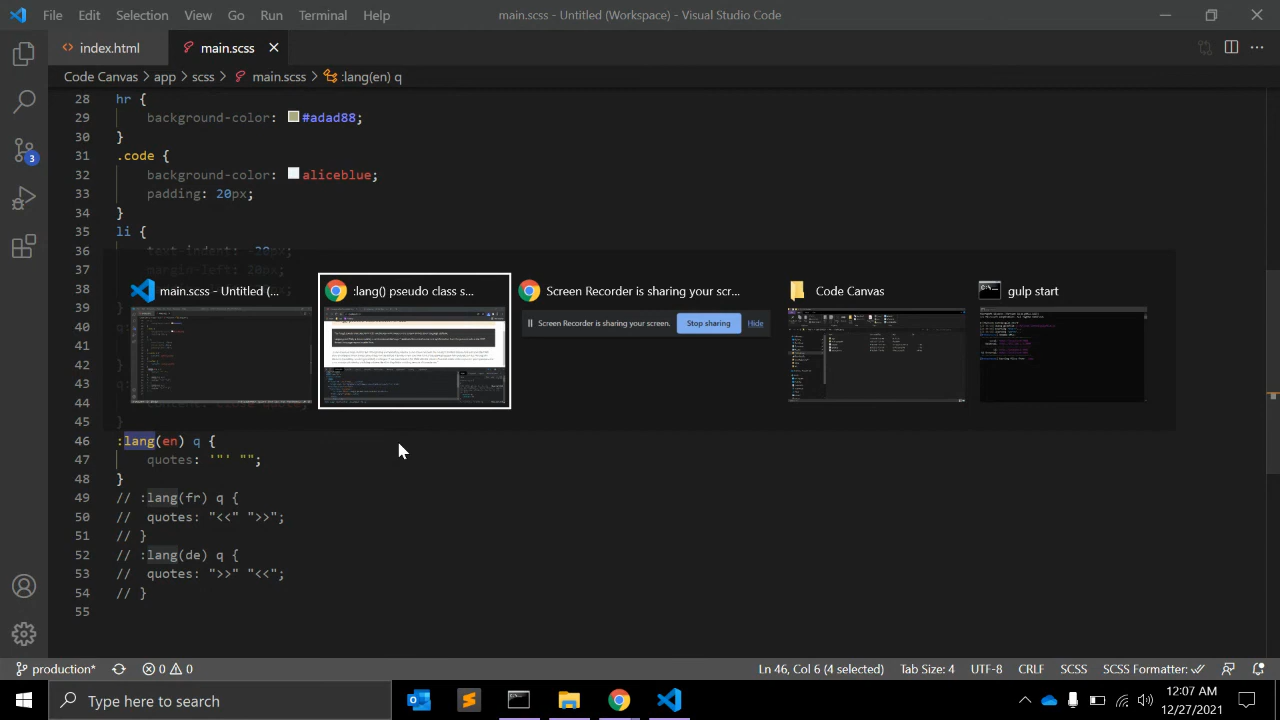 File Edit Selection View Go Run Terminal Help main.scss - Untitled (Workspace) - Visual Studio Code
index.html main.scss
Code Canvas > app > scss > main.scss > :lang(en) q
28 hr {
29 background-color: #adad88;
30 }
31 .code {
32 background-color: aliceblue;
33 padding: 20px;
34 }
35 li {
36 text-indent: -20px;
37 margin-left: 20px;
main.scss - Untitled (... :lang() pseudo class s... Screen Recorder is sharing your scr... Code Canvas gulp start
38
39 }
Screen Recorder is sharing your screen. Stop sharing Hide
40
41
42
43
44
45 }
46 :lang(en) q {
47 quotes: '"' "";
48 }
49 // :lang(fr) q {
50 // quotes: "<<" ">>";
51 // }
52 // :lang(de) q {
53 // quotes: ">>" "<<";
54 // }
55
3
production* 0 0 Ln 46, Col 6 (4 selected) Tab Size: 4 UTF-8 CRLF SCSS SCSS Formatter:
Type here to search
2:07 AM
12/27/2021